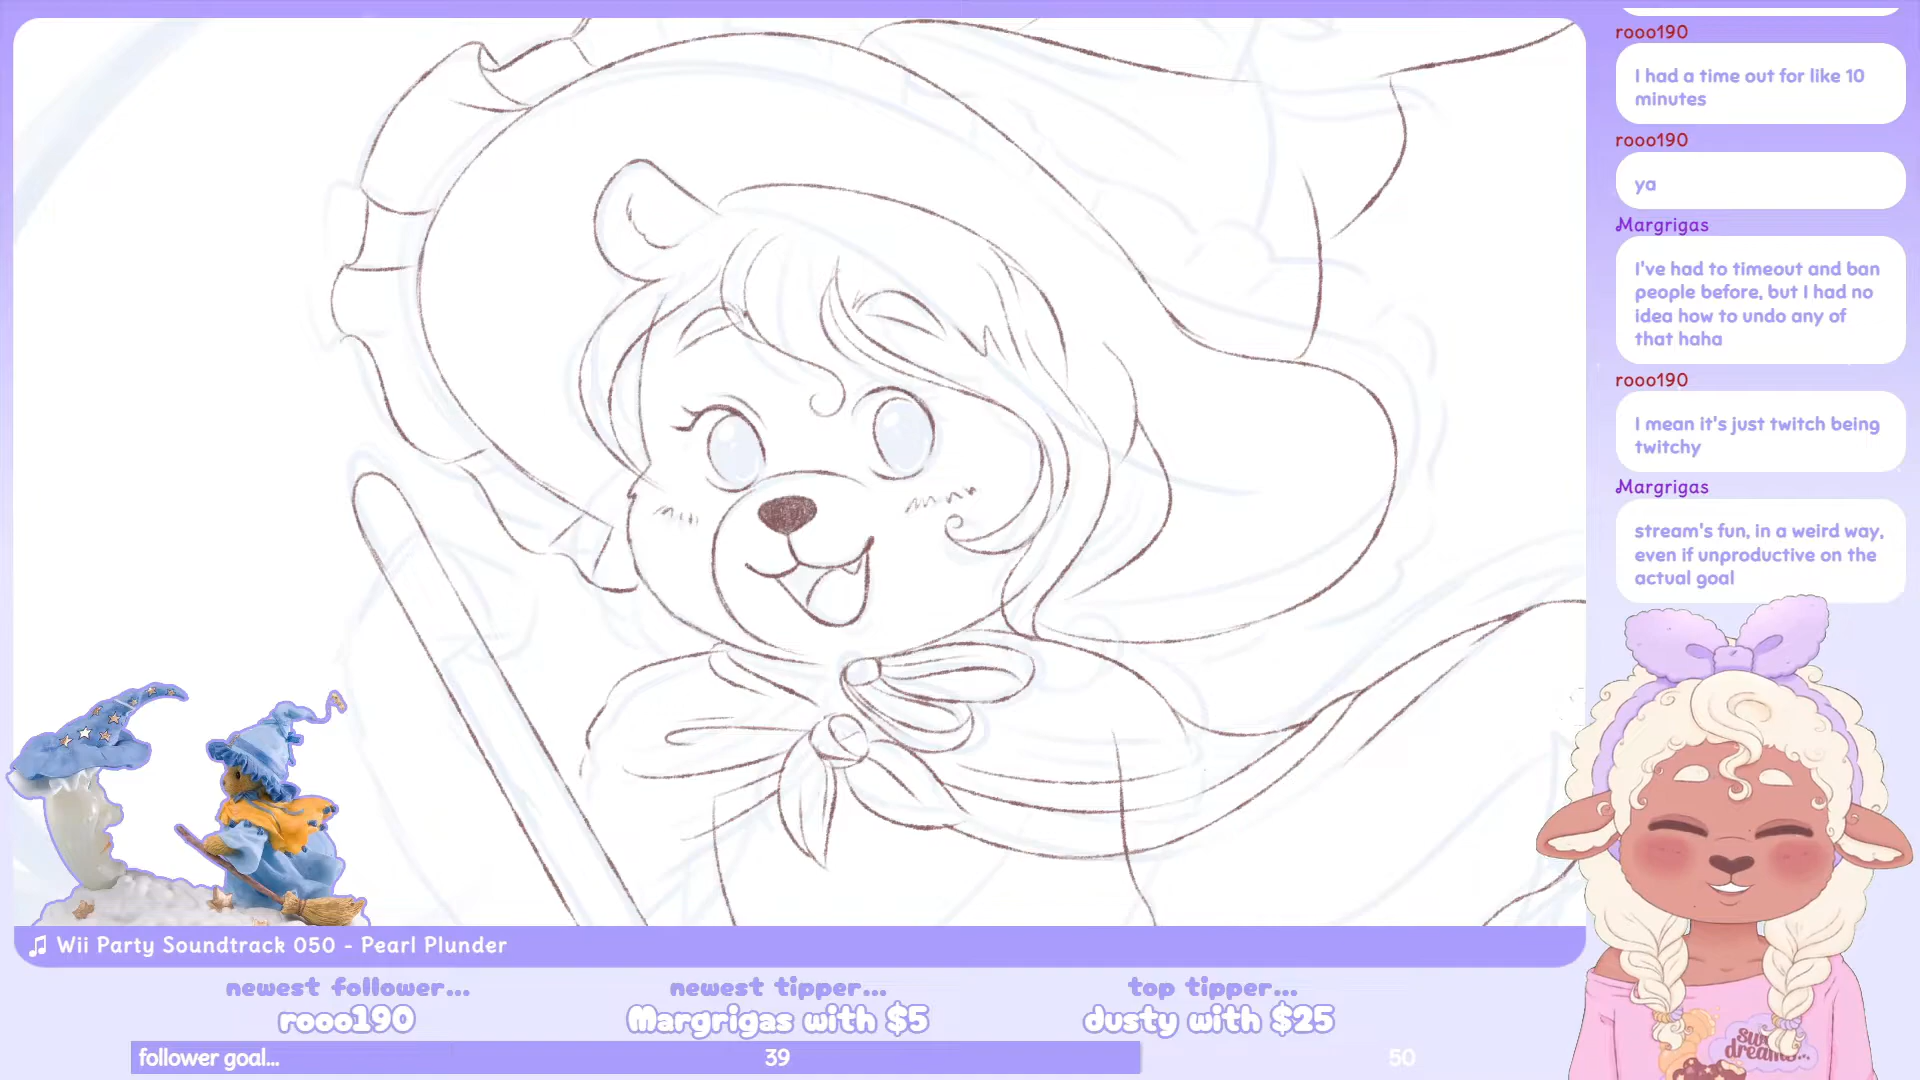 rooo190
I had a time out for like 10
minutes
rooo190
ya
Margrigas
I've had to timeout and ban
people before, but I had no
idea how to undo any of
that haha
rooo190
I mean it's just twitch being
twitchy
Margrigas
stream's fun, in a weird way,
even if unproductive on the
actual goal
♫ Wii Party Soundtrack 050 - Pearl Plunder
newest follower...
rooo190
newest tipper...
Margrigas with $5
top tipper...
dusty with $25
follower goal...
39
50
dreams...